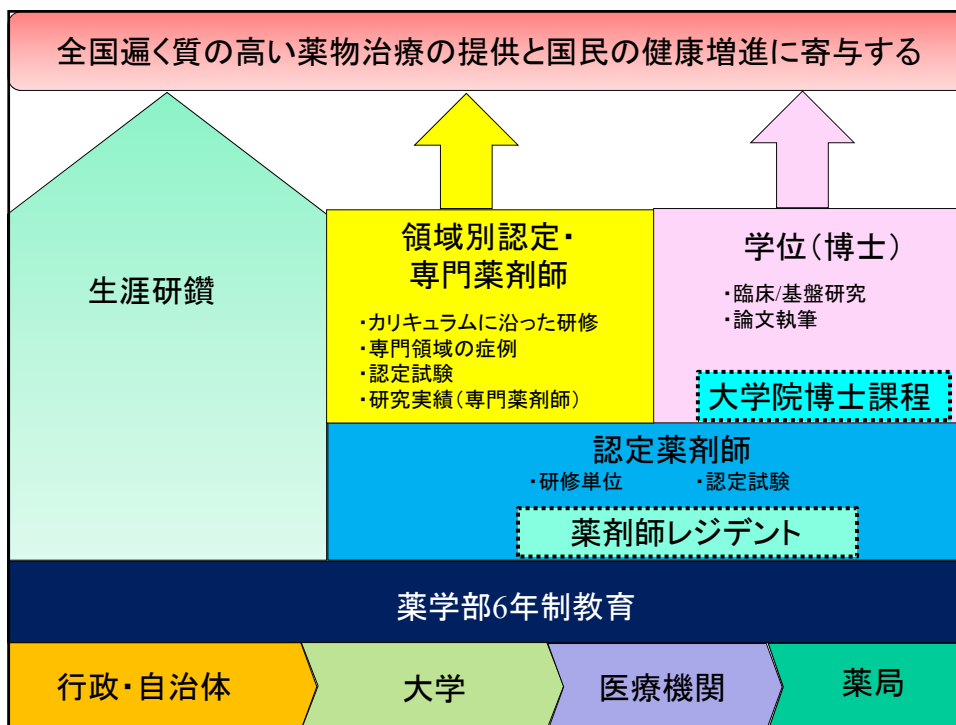 全国遍く質の高い薬物治療の提供と国民の健康増進に寄与する
生涯研鑽
領域別認定・
専門薬剤師
・カリキュラムに沿った研修
・専門領域の症例
・認定試験
・研究実績(専門薬剤師)
学位(博士)
・臨床/基盤研究
・論文執筆
大学院博士課程
認定薬剤師
・研修単位 ・認定試験
薬剤師レジデント
薬学部6年制教育
行政・自治体 大学 医療機関 薬局